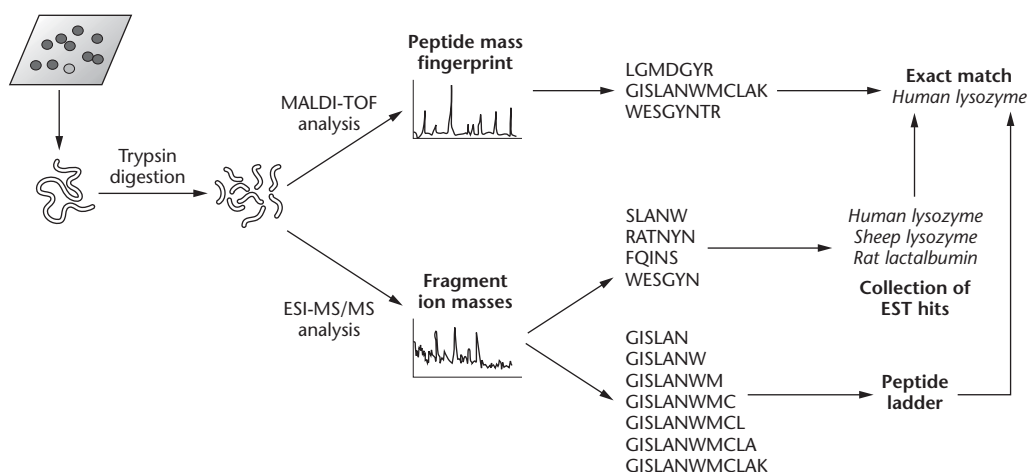 Trypsin
digestion
MALDI-TOF
analysis
Peptide mass
fingerprint
LGMDGYR
GISLANWMCLAK
WESGYNTR
Exact match
Human lysozyme
ESI-MS/MS
analysis
Fragment
ion masses
SLANW
RATNYN
FQINS
WESGYN
Human lysozyme
Sheep lysozyme
Rat lactalbumin
Collection of
EST hits
GISLAN
GISLANW
GISLANWM
GISLANWMC
GISLANWMCL
GISLANWMCLA
GISLANWMCLAK
Peptide
ladder